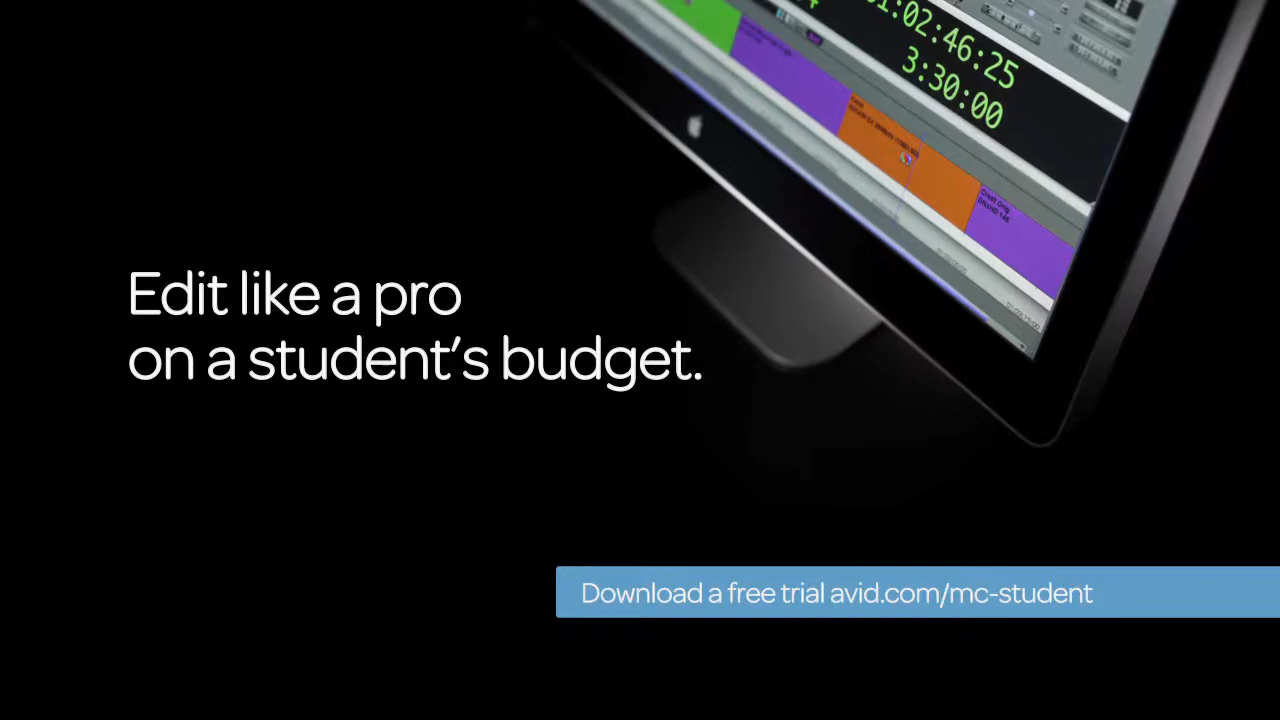 1:02:46:25
3:30:00
Edit like a pro
on a student's budget.
Download a free trial avid.com/mc-student